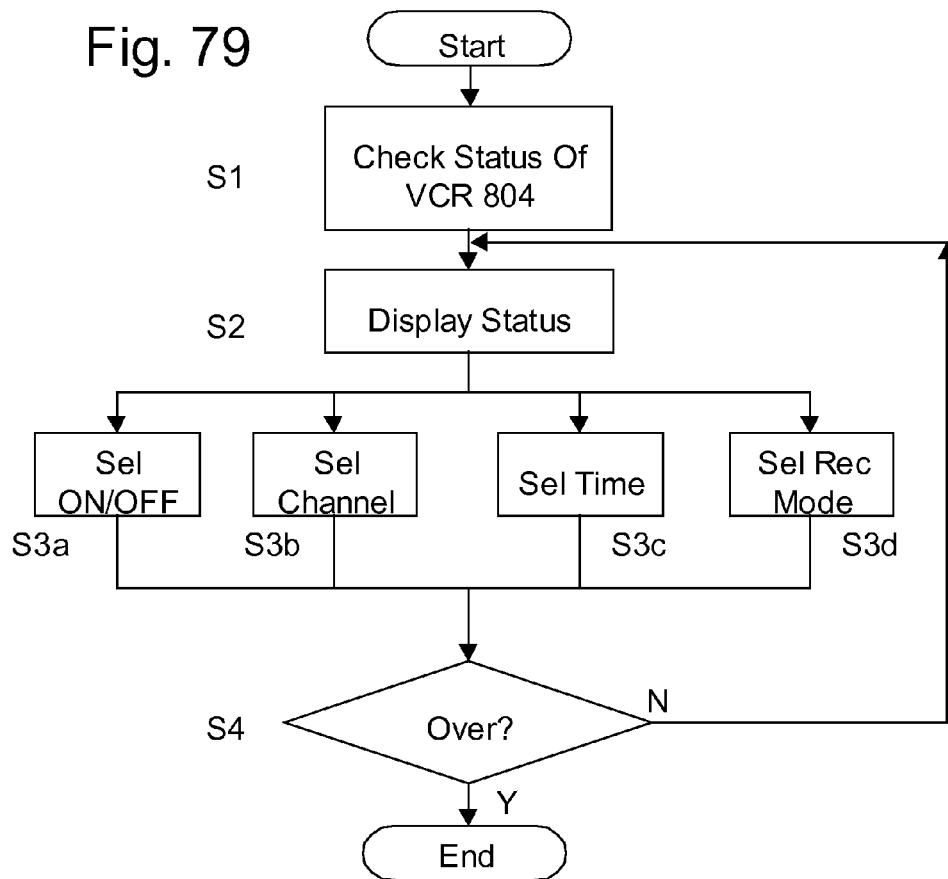 Fig. 79
Start
S1
Check Status Of
VCR 804
S2
Display Status
Sel
ON/OFF
Sel
Channel
Sel Time
Sel Rec
Mode
S3a
S3b
S3c
S3d
S4
Over?
N
Y
End